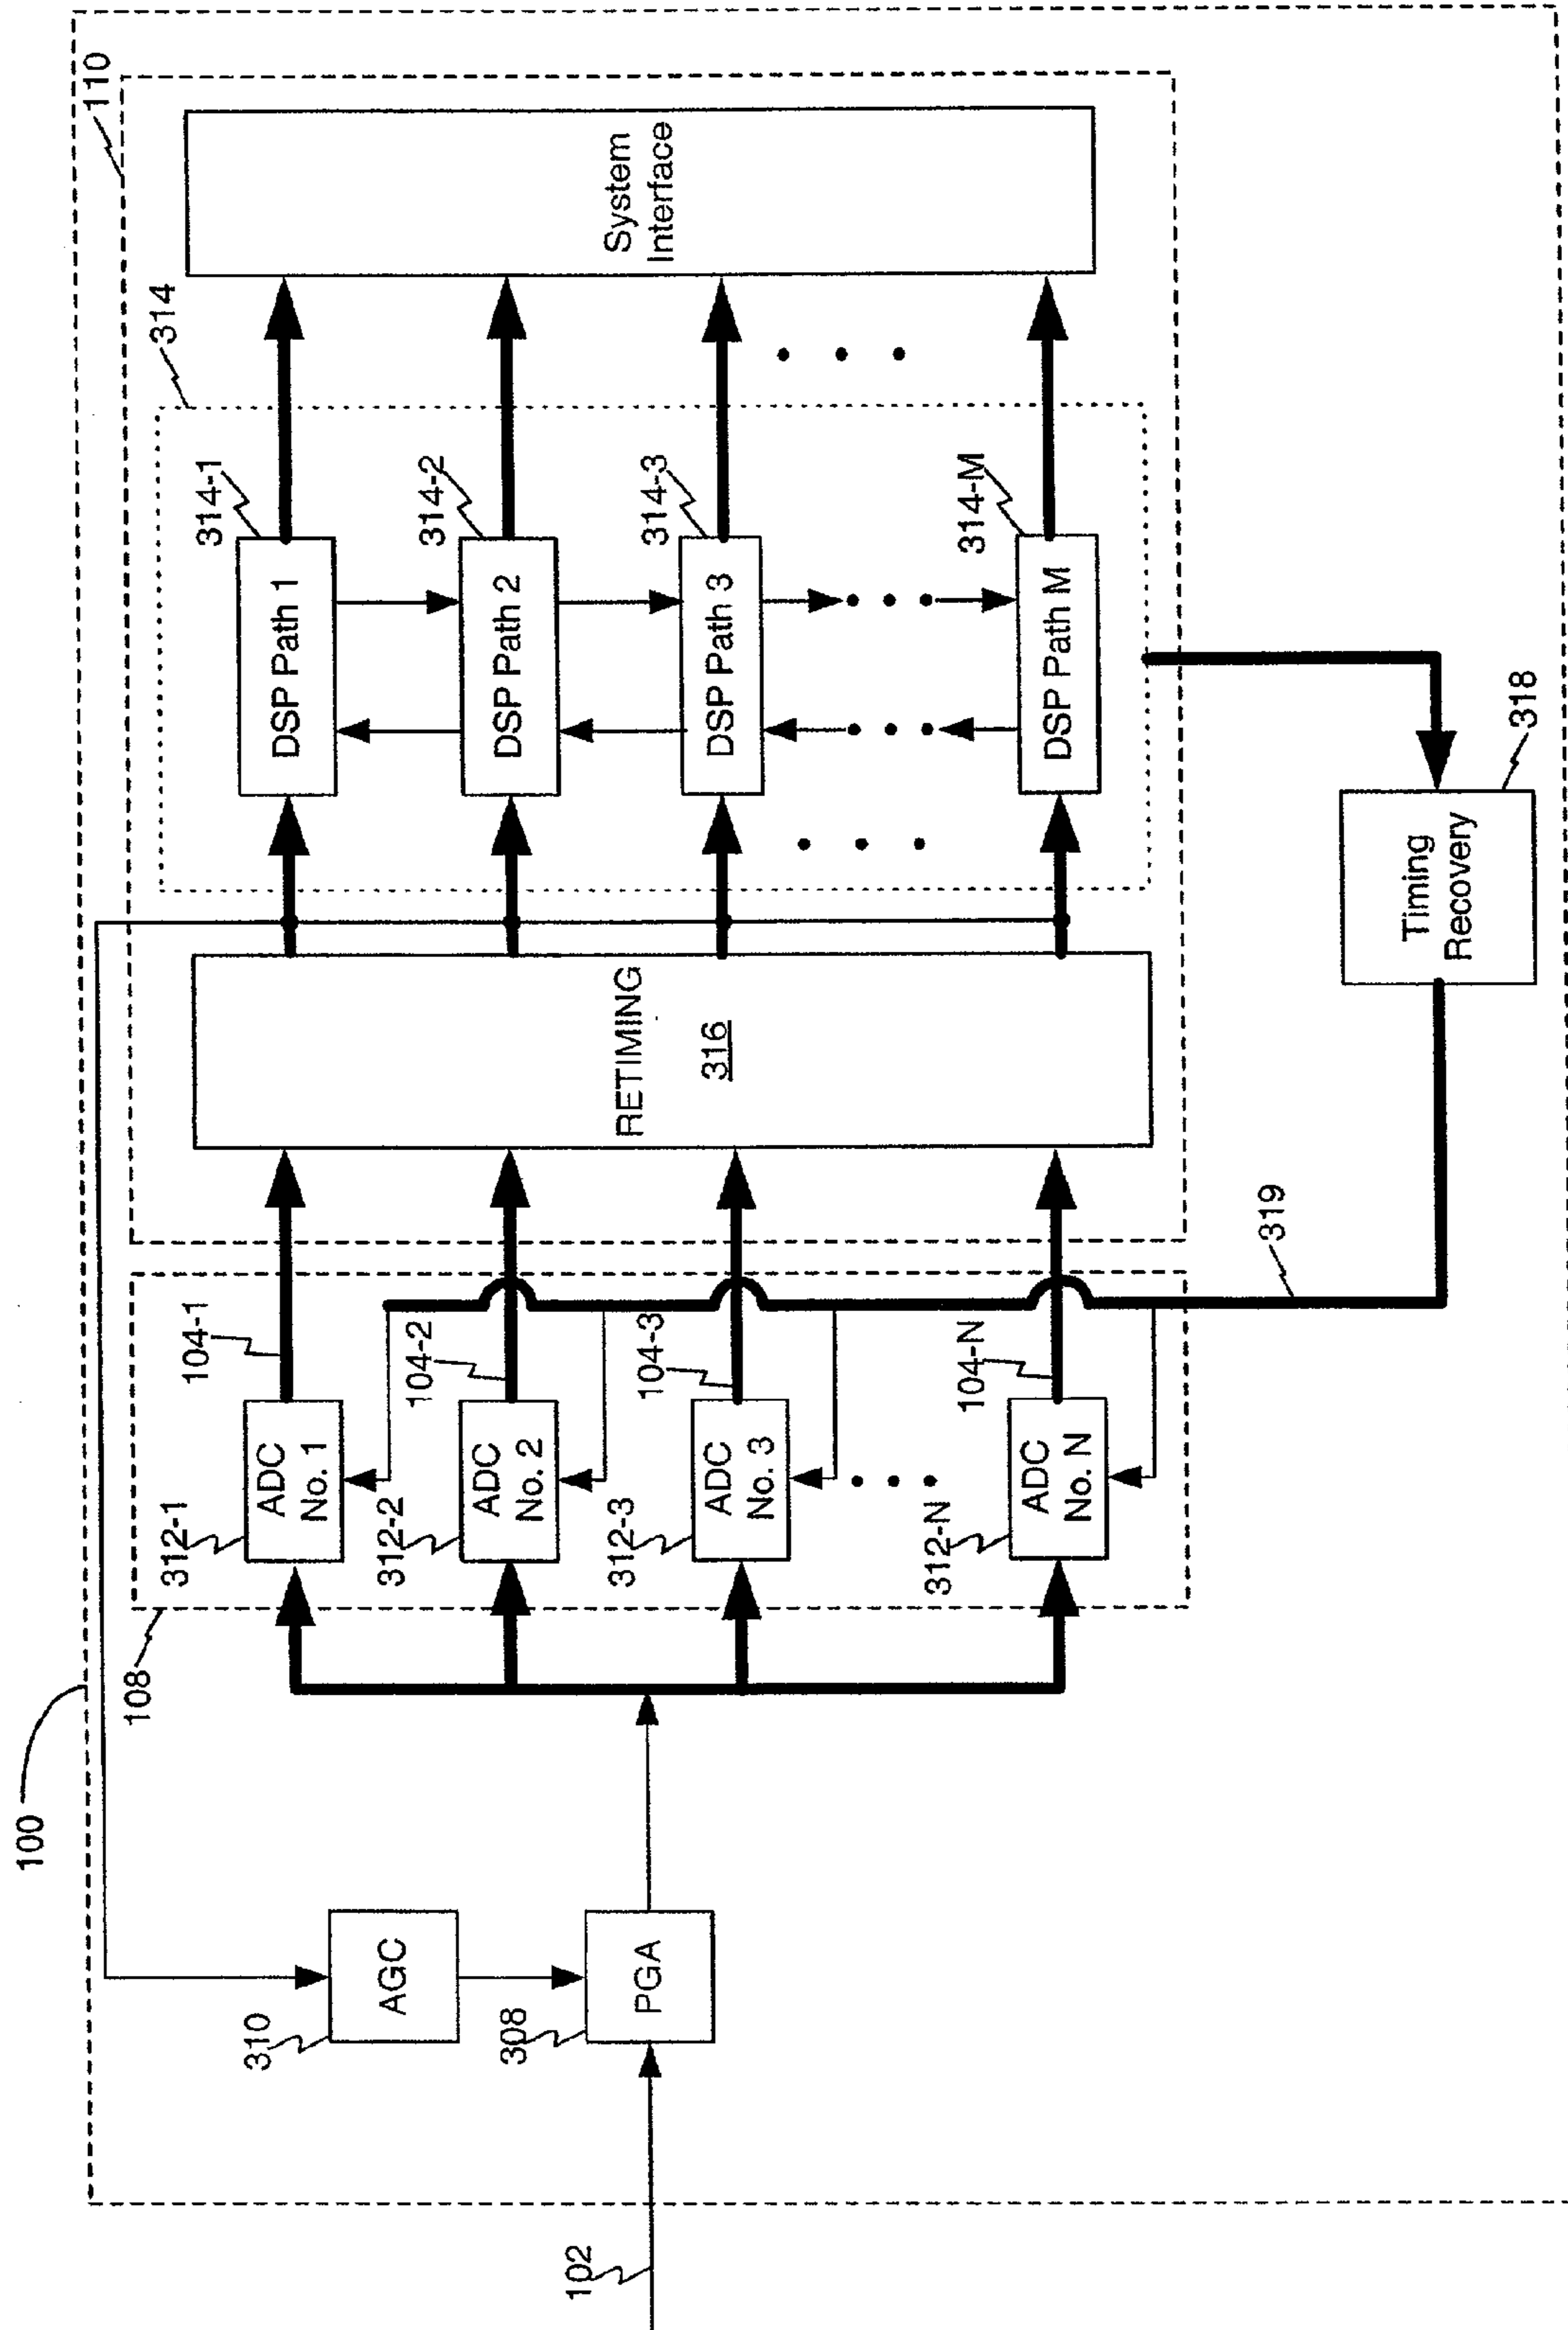 100
102
310
AGC
308
PGA
108
312-1
ADC
No. 1
104-1
312-2
ADC
No. 2
104-2
312-3
ADC
No. 3
104-3
312-N
ADC
No. N
104-N
319
RETIMING
316
110
314
314-1
DSP Path 1
314-2
DSP Path 2
314-3
DSP Path 3
314-M
DSP Path M
System
Interface
Timing
Recovery
318